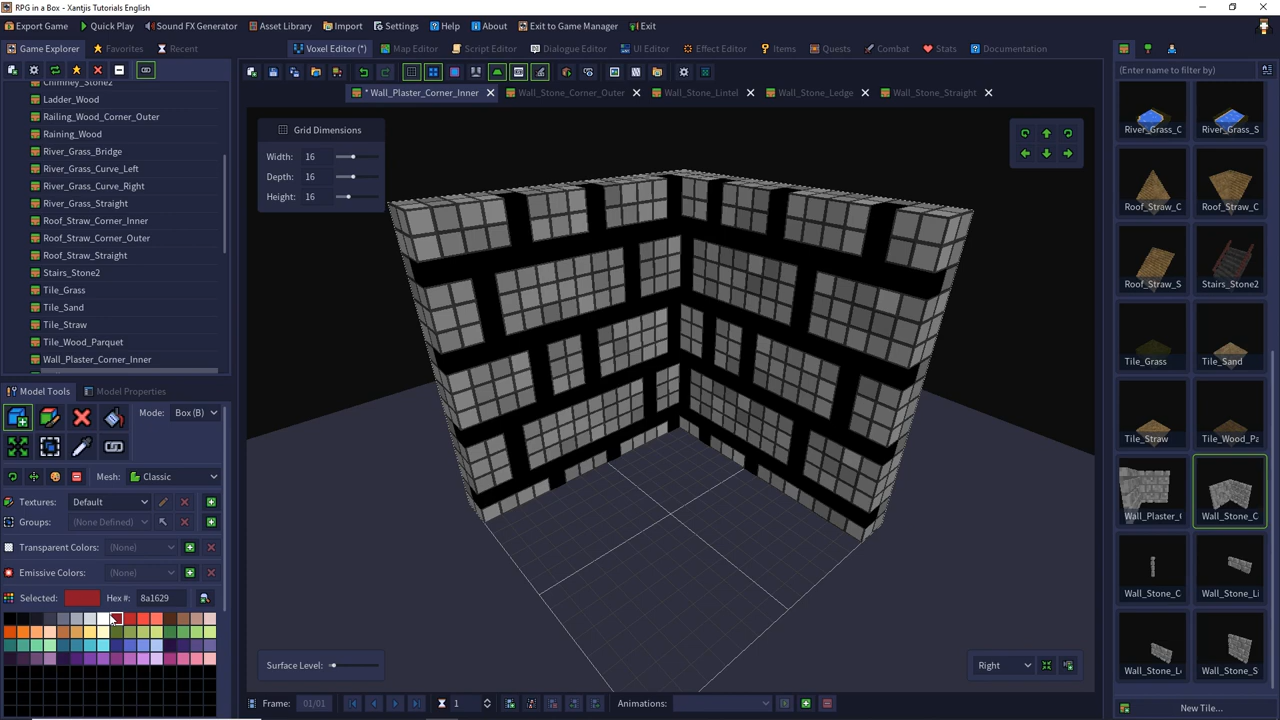 RPG in a Box - Xantjis Tutorials English
Export Game Quick Play Sound FX Generator Asset Library Import Settings Help About Exit to Game Manager Exit
Game Explorer Favorites Recent
Voxel Editor (*) Map Editor Script Editor Dialogue Editor UI Editor Effect Editor Items Quests Combat Stats Documentation
* Wall_Plaster_Corner_Inner Wall_Stone_Corner_Outer Wall_Stone_Lintel Wall_Stone_Ledge Wall_Stone_Straight
Chimney_Stone2
Ladder_Wood
Railing_Wood_Corner_Outer
Raining_Wood
River_Grass_Bridge
River_Grass_Curve_Left
River_Grass_Curve_Right
River_Grass_Straight
Roof_Straw_Corner_Inner
Roof_Straw_Corner_Outer
Roof_Straw_Straight
Stairs_Stone2
Tile_Grass
Tile_Sand
Tile_Straw
Tile_Wood_Parquet
Wall_Plaster_Corner_Inner
Model Tools Model Properties
Mode: Box (B)
Mesh: Classic
Textures: Default
Groups: (None Defined)
Transparent Colors: (None)
Emissive Colors: (None)
Selected: Hex #: 8a1629
Grid Dimensions
Width: 16
Depth: 16
Height: 16
Surface Level:
Right
Frame: 01/01 1 Animations:
(Enter name to filter by)
River_Grass_C River_Grass_S
Roof_Straw_C Roof_Straw_C
Roof_Straw_S Stairs_Stone2
Tile_Grass Tile_Sand
Tile_Straw Tile_Wood_Pa
Wall_Plaster_( Wall_Stone_C
Wall_Stone_C Wall_Stone_Li
Wall_Stone_L Wall_Stone_S
New Tile...